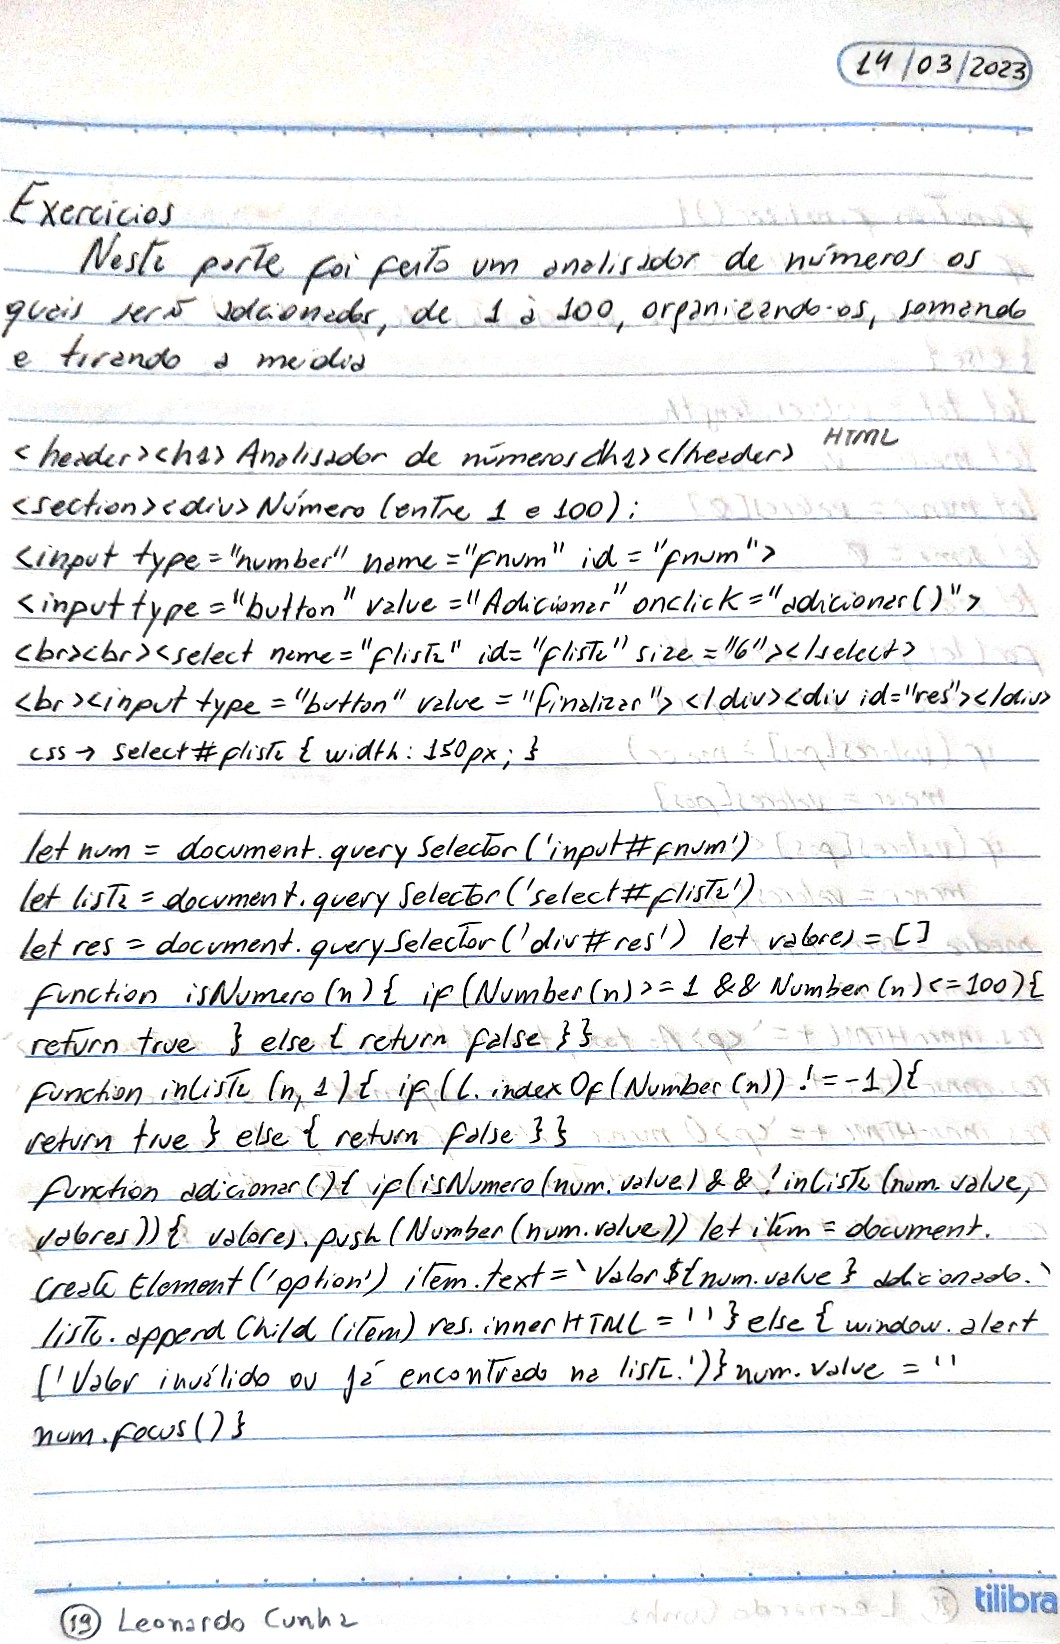 14/03/2023
Exercicios
Neste parte foi feito um analisador de números os
quais serão adicionados, de 1 à 100, organizando-os, somando
e tirando a media
HTML
<header><h1> Analisador de números</h1></header>
<section><div> Número (entre 1 e 100):
<input type="number" name="fnum" id="fnum">
<input type="button" value="Adicionar" onclick="adicionar()">
<br><br><select name="flista" id="flista" size="6"></select>
<br><input type="button" value="finalizar"></div><div id="res"></div>
css → select#flista { width: 150px; }
let num = document.querySelector('input#fnum')
let lista = document.querySelector('select#flista')
let res = document.querySelector('div#res') let valores = []
function isNumero(n){ if(Number(n)>=1 && Number(n)<=100){
return true } else { return false }}
function inLista (n, 1){ if (L.indexOf(Number(n)) !=-1){
return true } else { return false }}
function adicionar(){ if(isNumero(num.value) && !inLista(num.value,
valores)){ valores.push(Number(num.value)) let item = document.
createElement('option') item.text=`Valor ${num.value} adicionado.`
lista.appendChild(item) res.innerHTML = '' } else { window.alert
('Valor inválido ou já encontrado na lista.')} num.value = ''
num.focus()}
19 Leonardo Cunha
tilibra